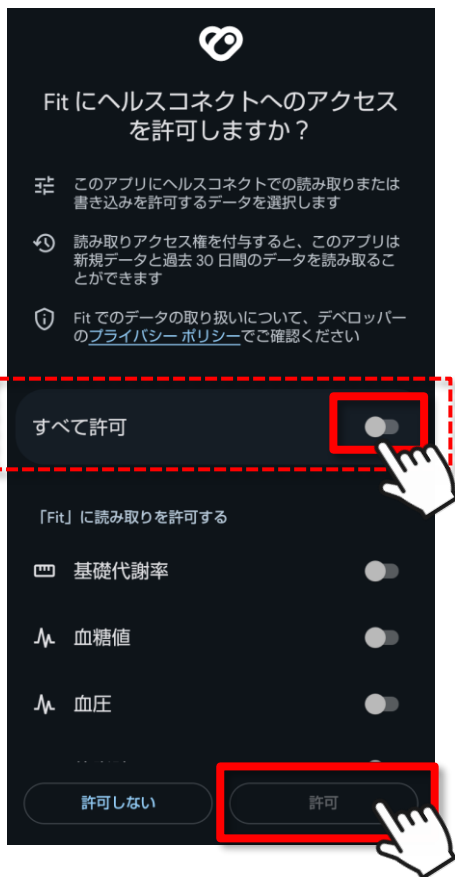 Fit にヘルスコネクトへのアクセス
を許可しますか？
このアプリにヘルスコネクトでの読み取りまたは
書き込みを許可するデータを選択します
読み取りアクセス権を付与すると、このアプリは
新規データと過去 30 日間のデータを読み取るこ
とができます
Fit でのデータの取り扱いについて、デベロッパー
のプライバシー ポリシーでご確認ください
すべて許可
「Fit」に読み取りを許可する
基礎代謝率
血糖値
血圧
許可しない
許可